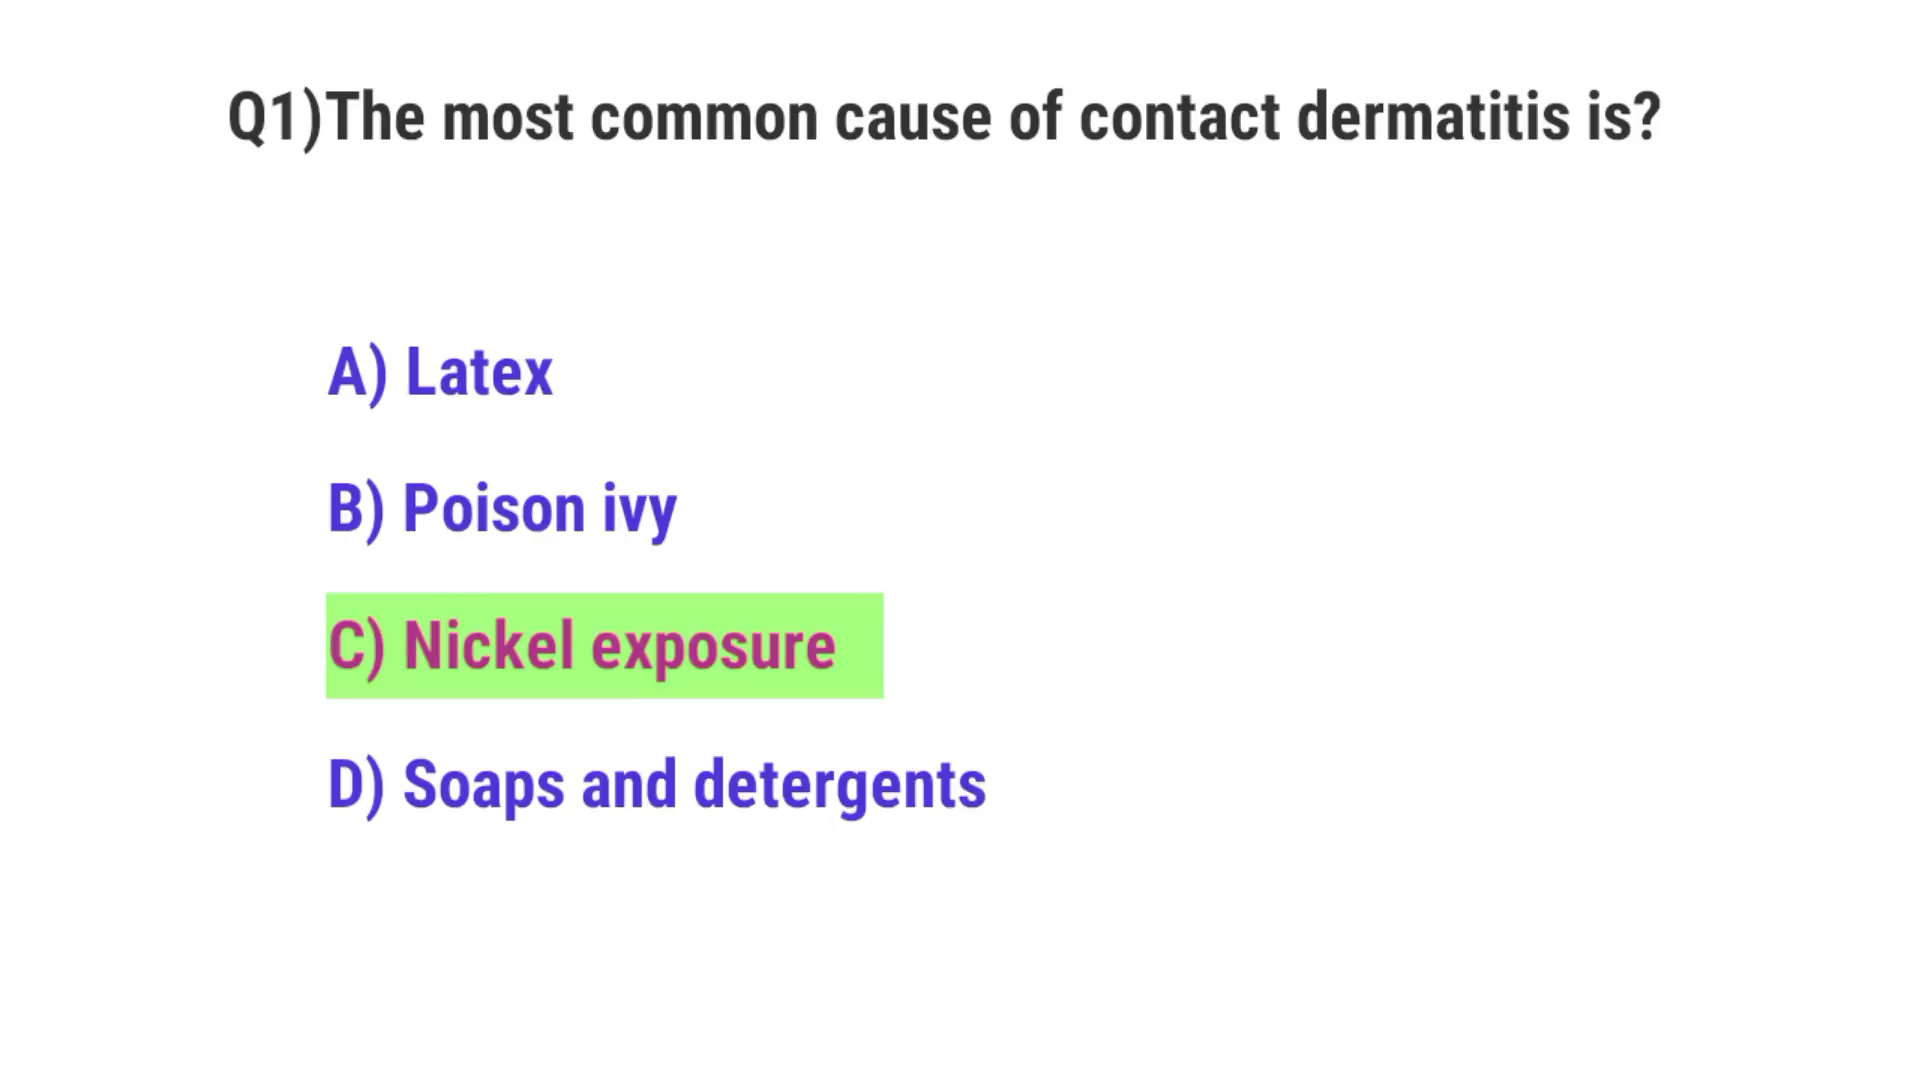 Q1)The most common cause of contact dermatitis is?
A) Latex
B) Poison ivy
C) Nickel exposure
D) Soaps and detergents